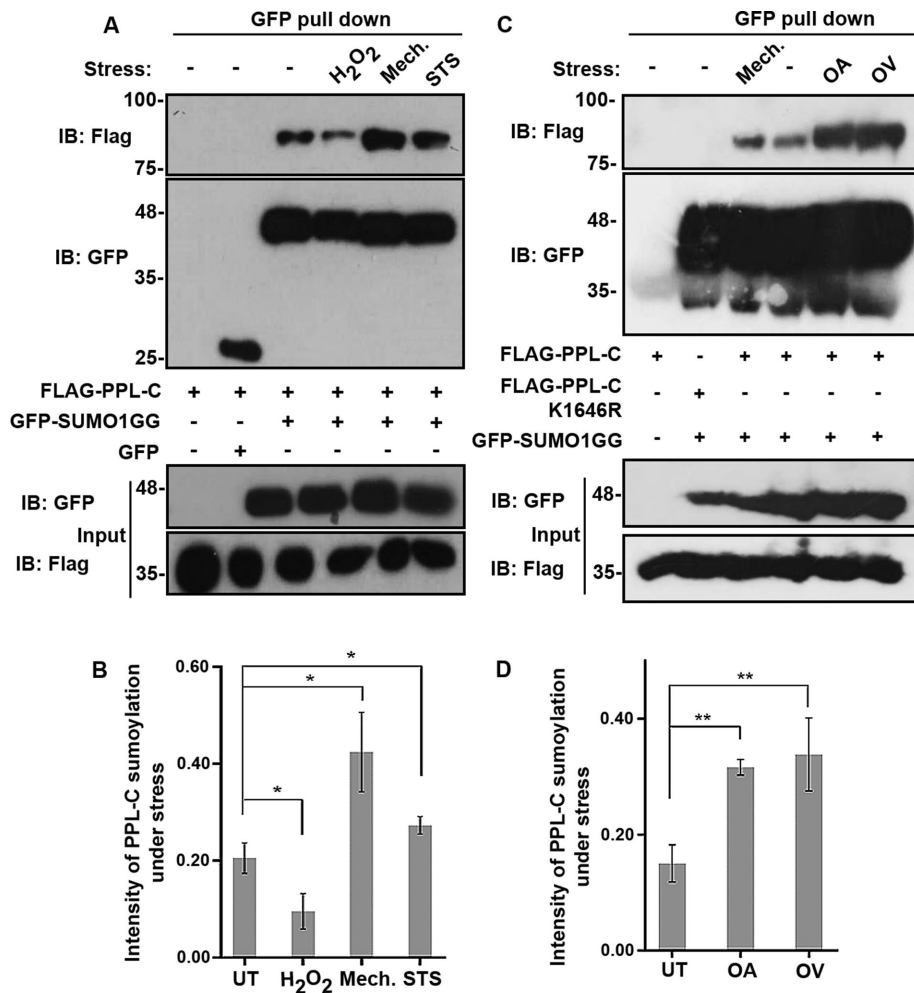 A
GFP pull down
Stress: - - - H2O2 Mech. STS
100-
IB: Flag
75-
48-
IB: GFP
35-
25-
FLAG-PPL-C + + + + + +
GFP-SUMO1GG - - + + + +
GFP - + - - - -
IB: GFP 48-
Input
IB: Flag 35-
C
GFP pull down
Stress: - - Mech. - OA OV
100-
IB: Flag
75-
48-
IB: GFP
35-
FLAG-PPL-C + - + + + +
FLAG-PPL-C - + - - - -
K1646R
GFP-SUMO1GG - + + + + +
IB: GFP 48-
Input
IB: Flag 35-
B
Intensity of PPL-C sumoylation
under stress
0.60
0.40
0.20
0.00
* * *
UT H2O2 Mech. STS
D
Intensity of PPL-C sumoylation
under stress
0.40
0.20
0.00
** **
UT OA OV